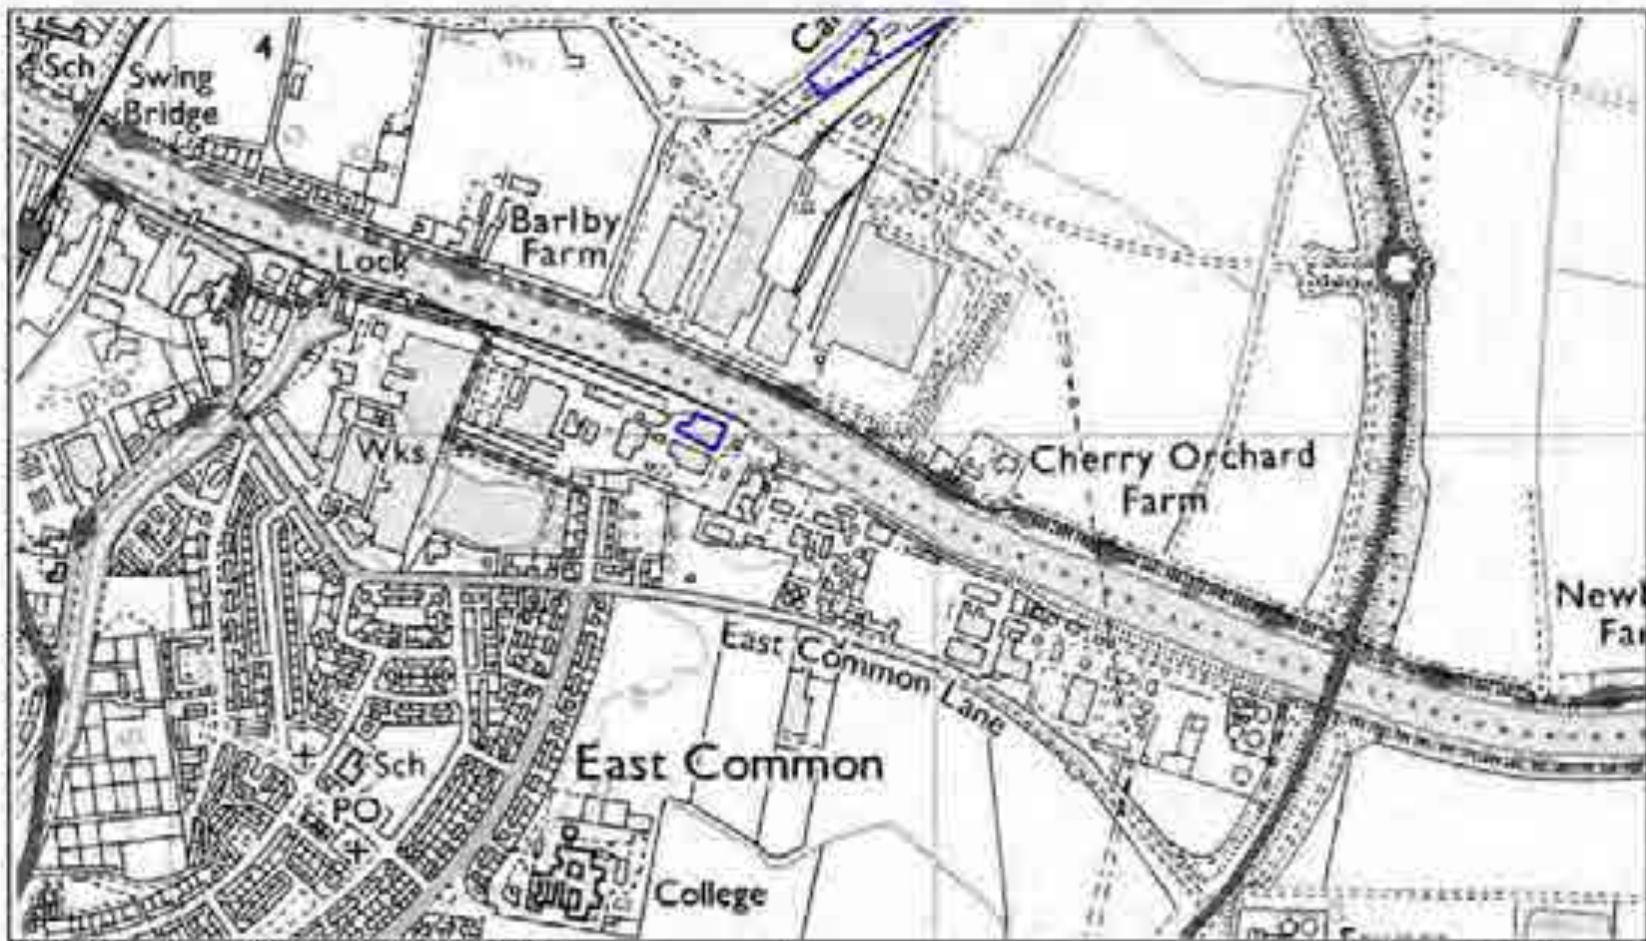 Sch
Swing
Bridge
4
Ca
Barlby
Farm
Lock
Wks
Cherry Orchard
Farm
East Common Lane
East Common
Sch
PO
College